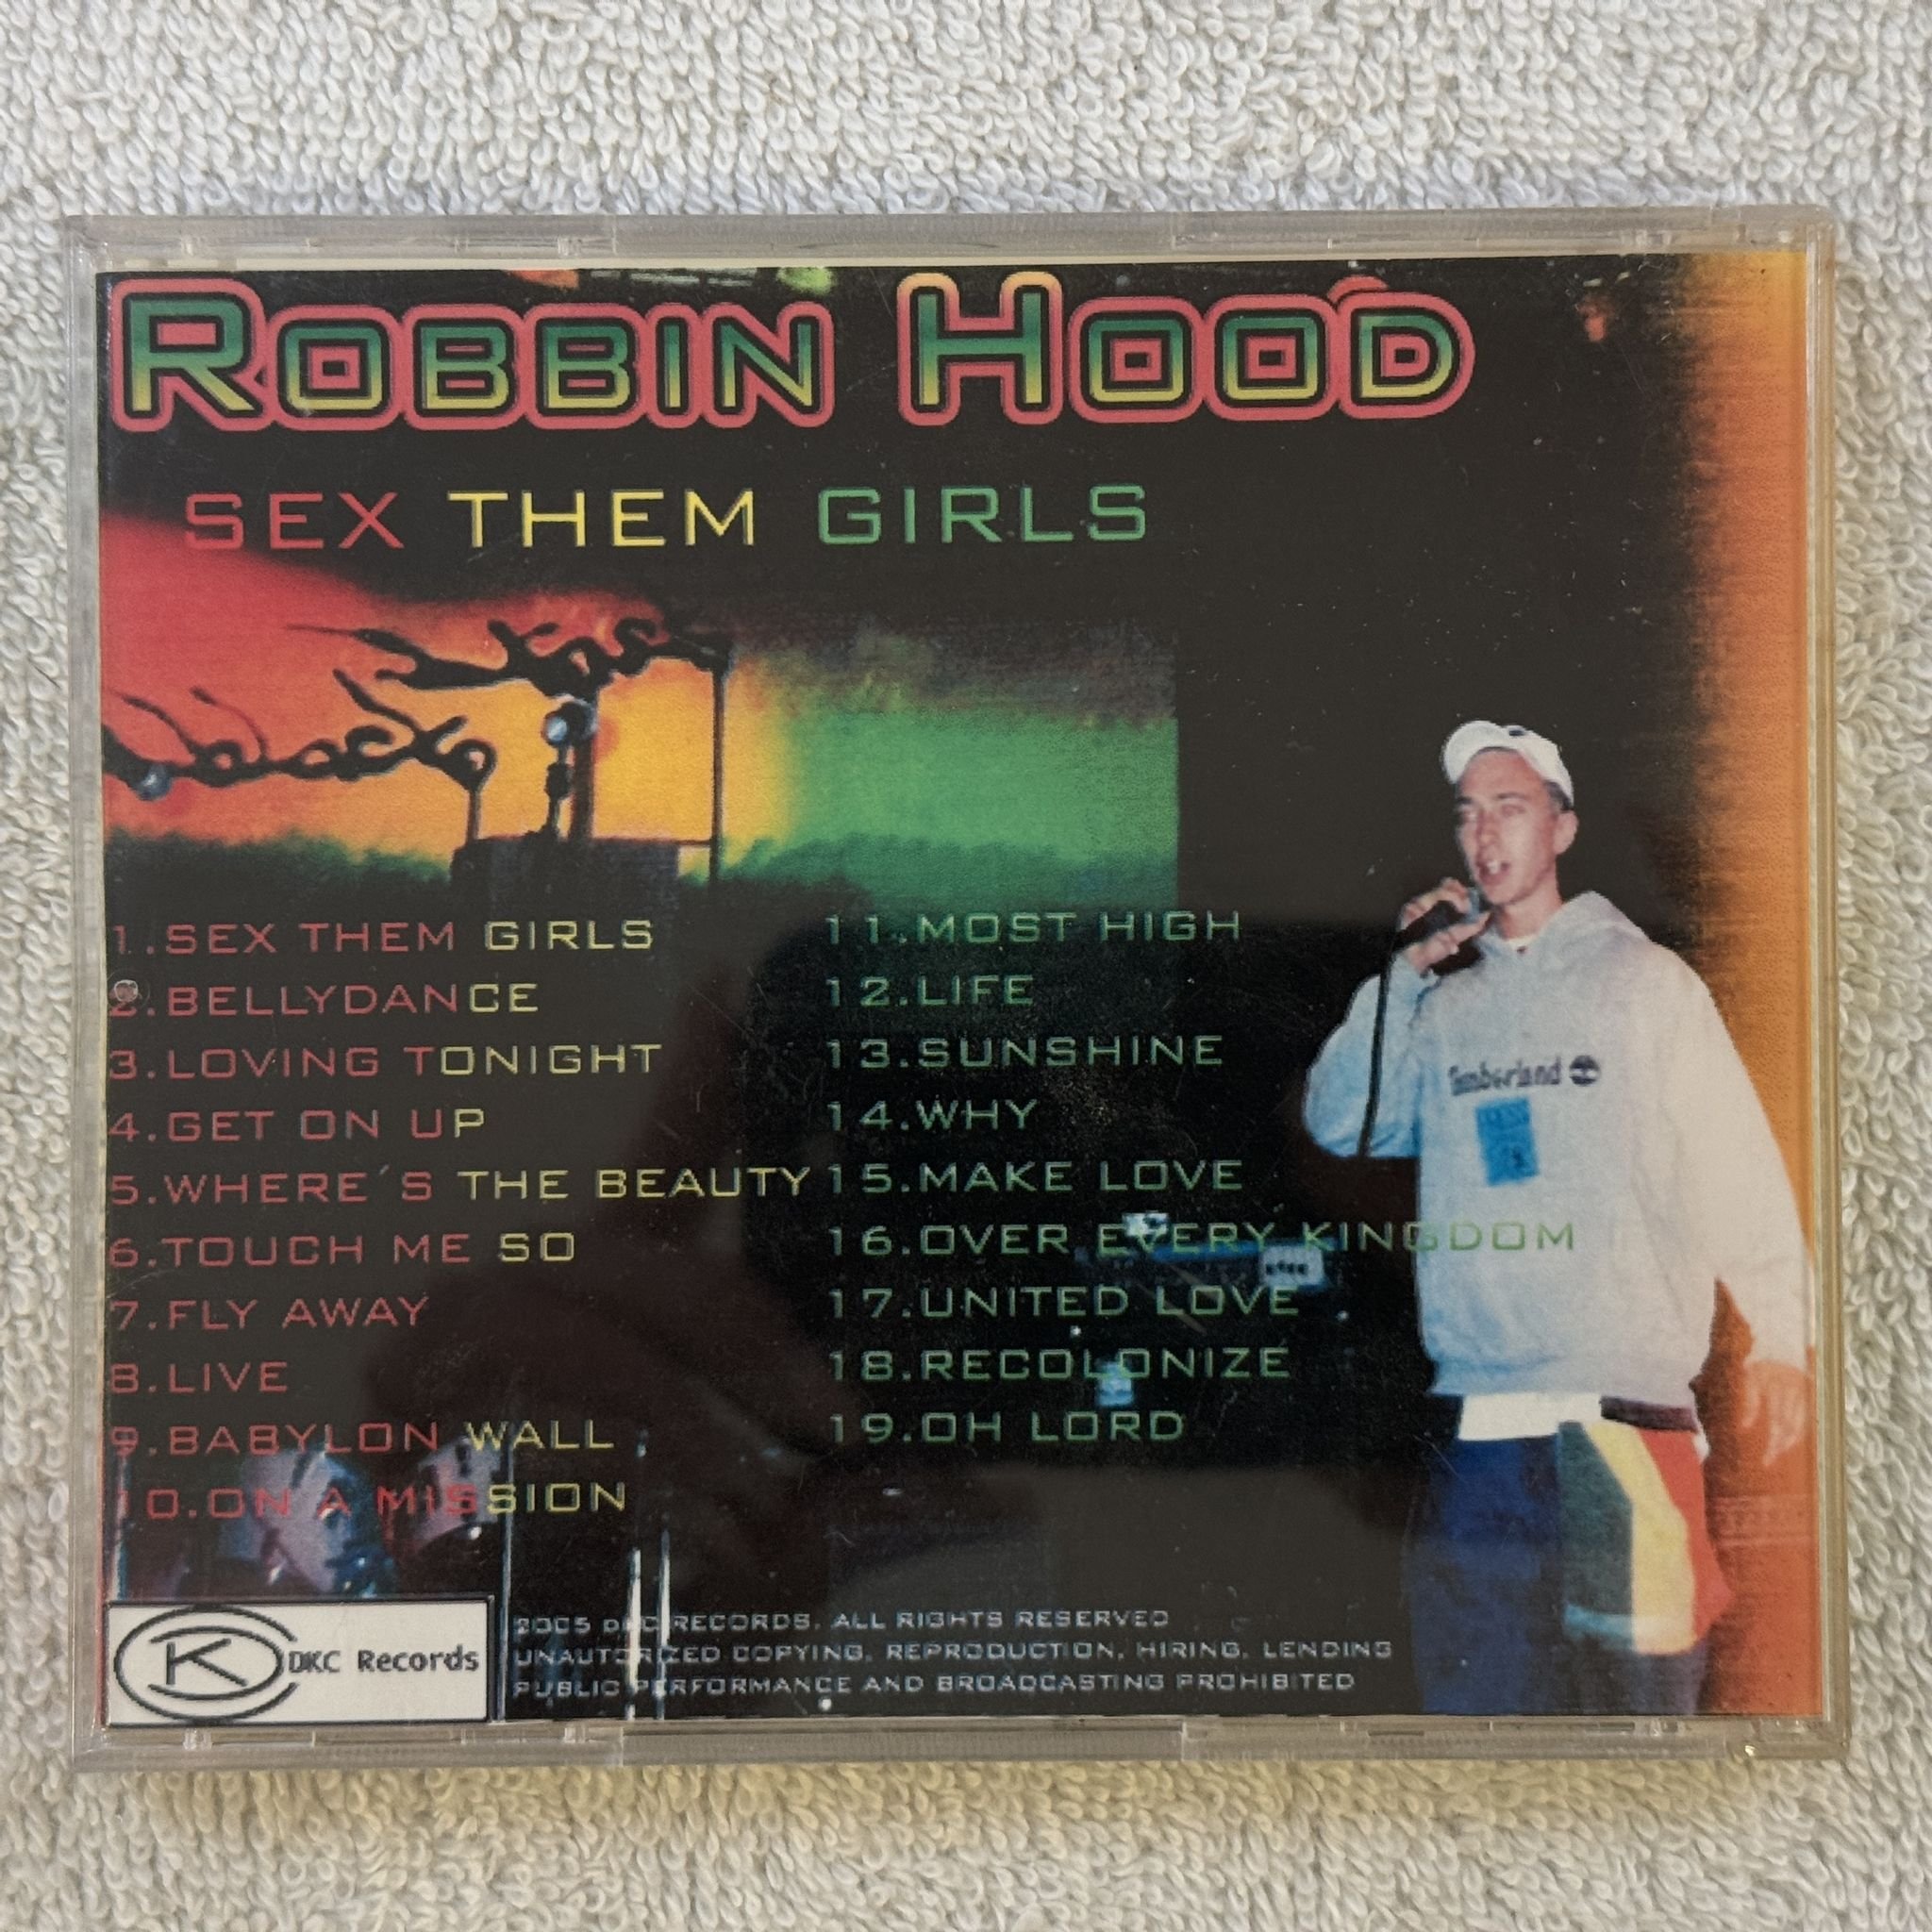 ROBBIN HOOD
SEX THEM GIRLS
1.SEX THEM GIRLS
2.BELLYDANCE
3.LOVING TONIGHT
4.GET ON UP
5.WHERE´S THE BEAUTY
6.TOUCH ME SO
7.FLY AWAY
8.LIVE
9.BABYLON WALL
10.ON A MISSION
11.MOST HIGH
12.LIFE
13.SUNSHINE
14.WHY
15.MAKE LOVE
16.OVER EVERY KINGDOM
17.UNITED LOVE
18.RECOLONIZE
19.OH LORD
Timberland
K DKC Records
2005 DKC RECORDS. ALL RIGHTS RESERVED
UNAUTORIZED COPYING, REPRODUCTION, HIRING, LENDING
PUBLIC PERFORMANCE AND BROADCASTING PROHIBITED